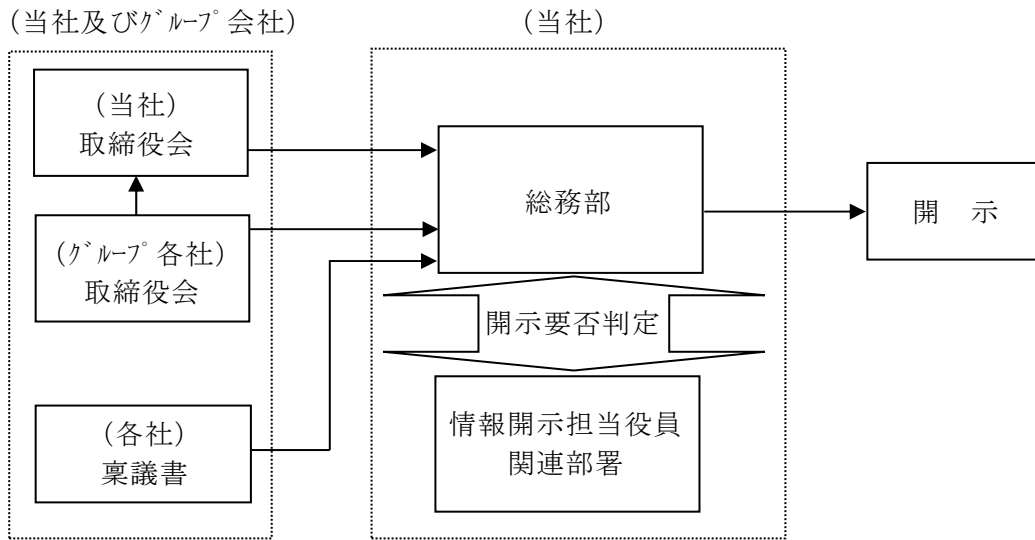 (当社及びｸﾞﾙｰﾌﾟ会社)
(当社)
(当社)
取締役会
(ｸﾞﾙｰﾌﾟ各社)
取締役会
(各社)
稟議書
総務部
開示要否判定
情報開示担当役員
関連部署
開　示